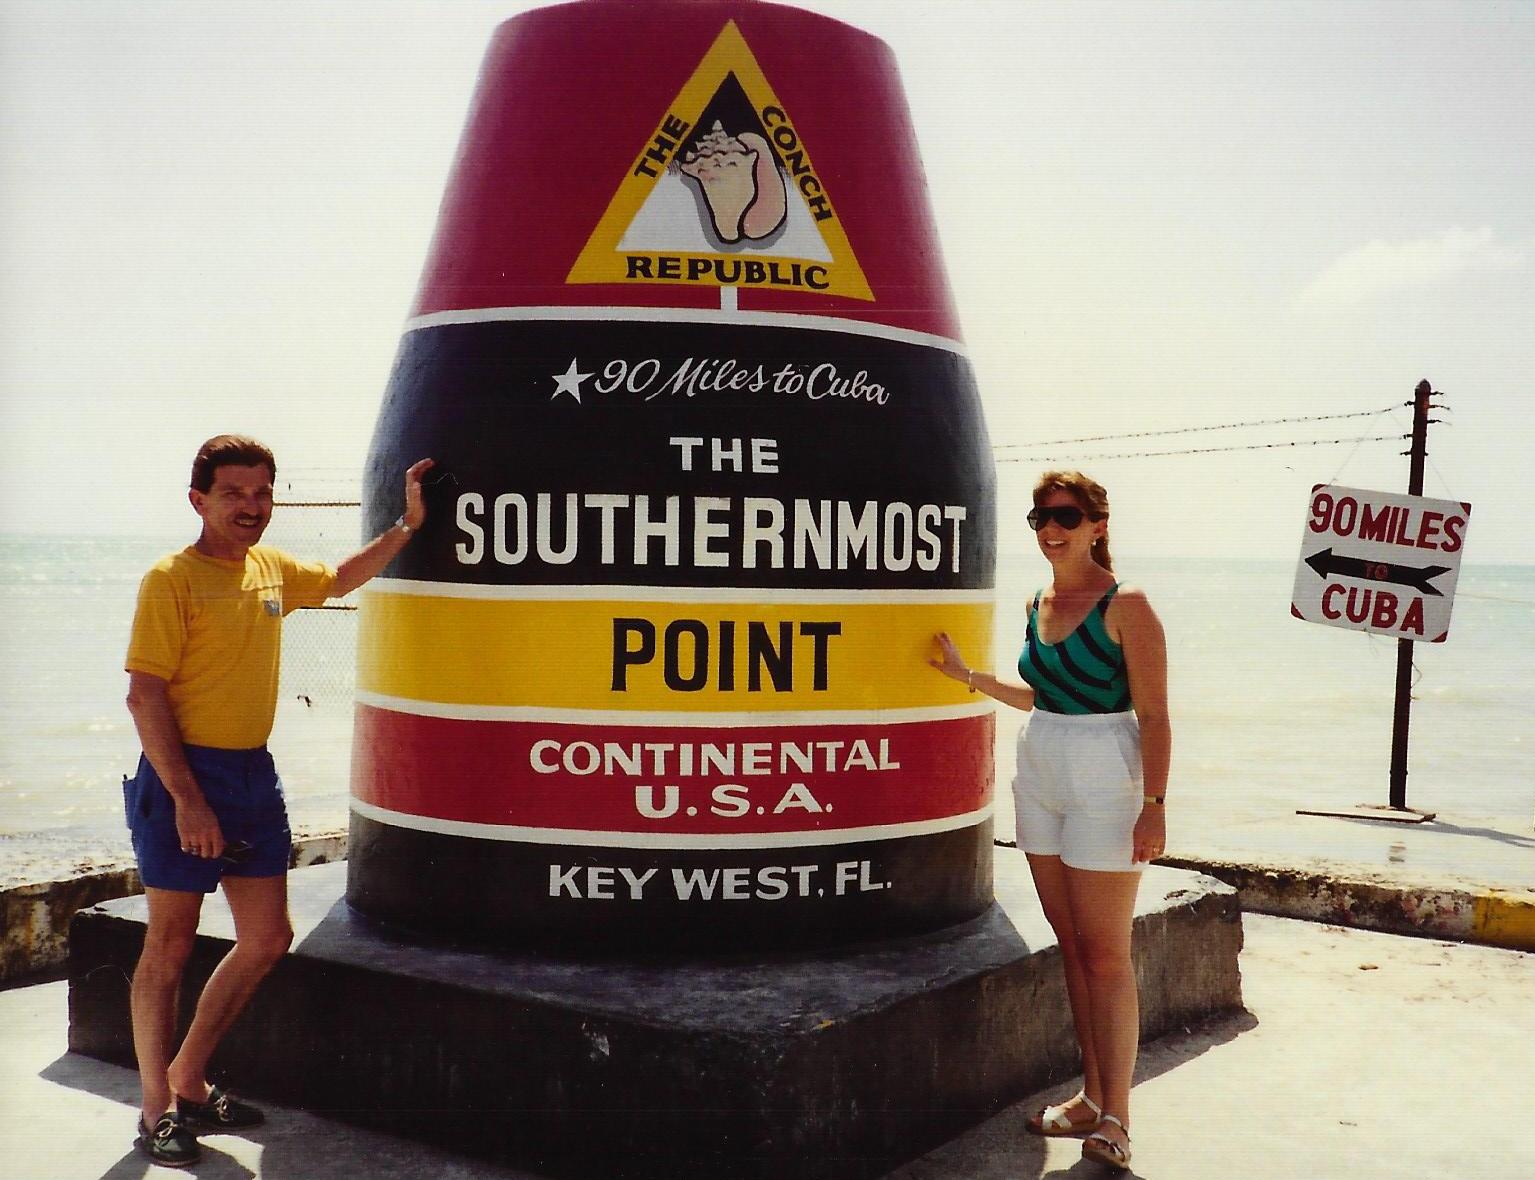 THE CONCH
REPUBLIC
90 Miles to Cuba
THE
SOUTHERNMOST
POINT
CONTINENTAL
U.S.A.
KEY WEST, FL.
90 MILES
TO
CUBA